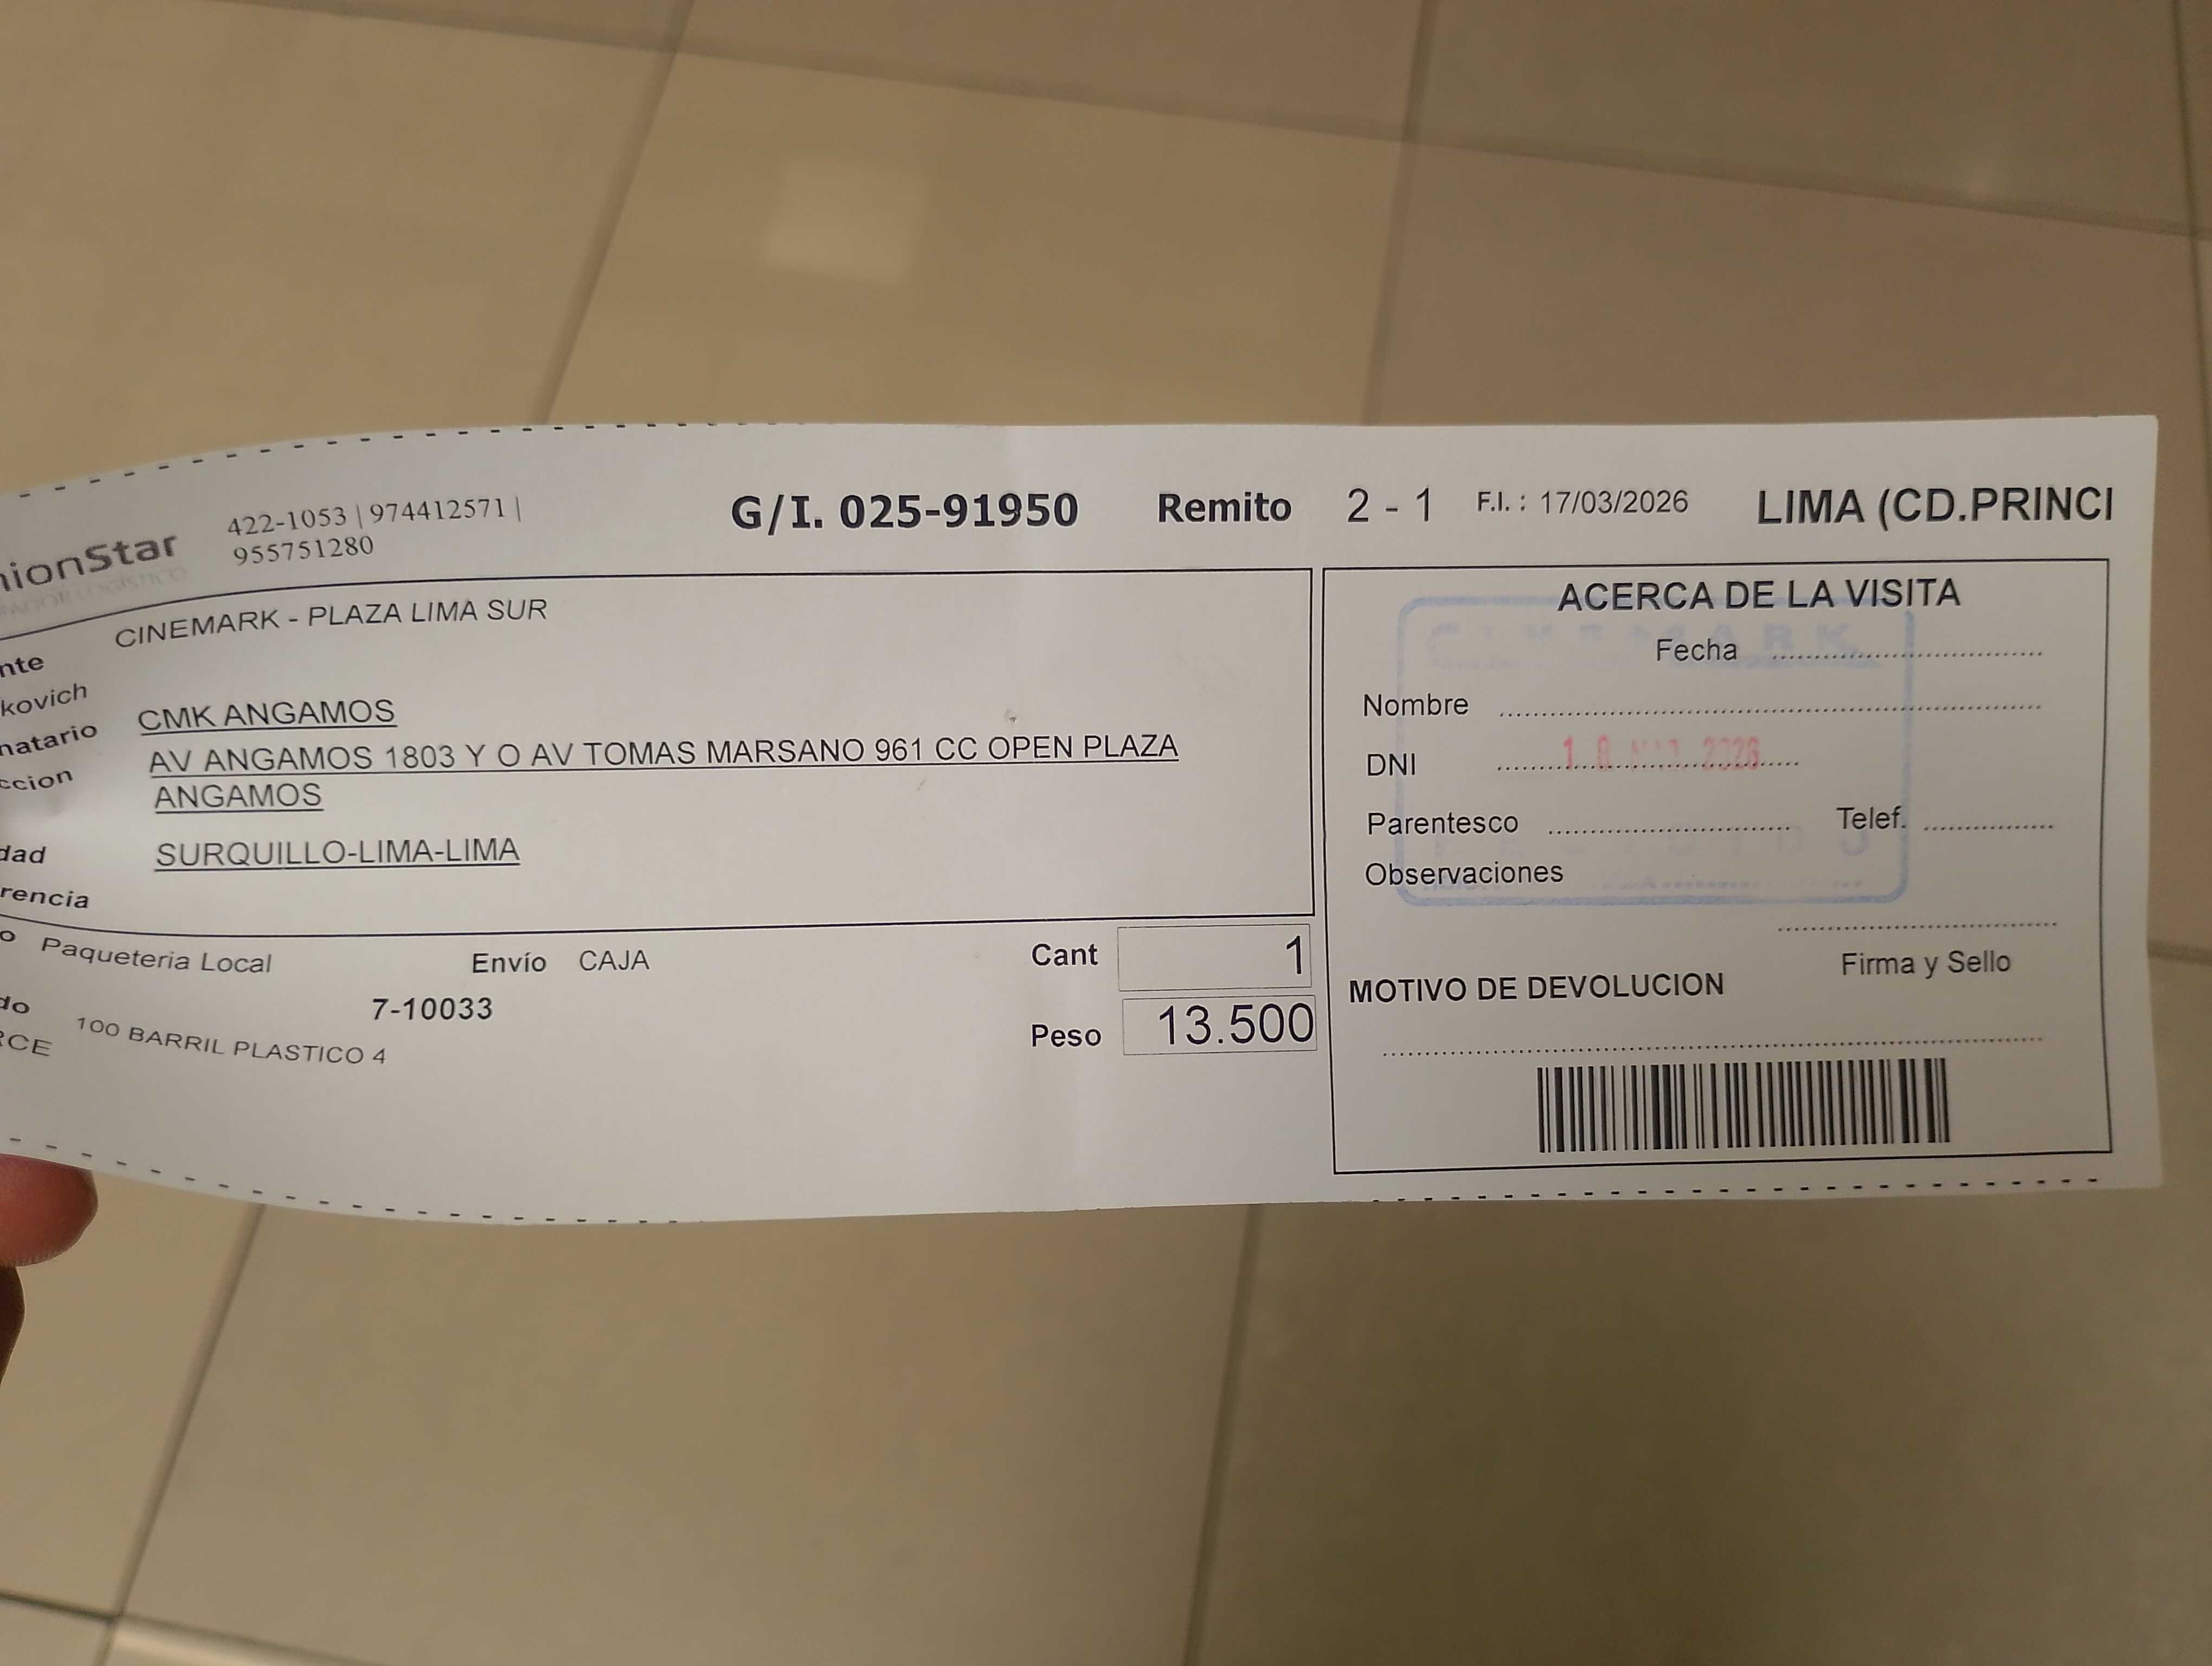 nionStar
422-1053 | 974412571 |
955751280
G/I. 025-91950 Remito 2 - 1 F.I. : 17/03/2026 LIMA (CD.PRINCI
nte CINEMARK - PLAZA LIMA SUR
kovich
natario CMK ANGAMOS
ccion AV ANGAMOS 1803 Y O AV TOMAS MARSANO 961 CC OPEN PLAZA
ANGAMOS
dad SURQUILLO-LIMA-LIMA
rencia
o Paqueteria Local Envío CAJA
Cant 1
do 7-10033
RCE 100 BARRIL PLASTICO 4
Peso 13.500
ACERCA DE LA VISITA
CINEMARK
Fecha
Nombre
DNI
Parentesco Telef.
Observaciones
Firma y Sello
MOTIVO DE DEVOLUCION